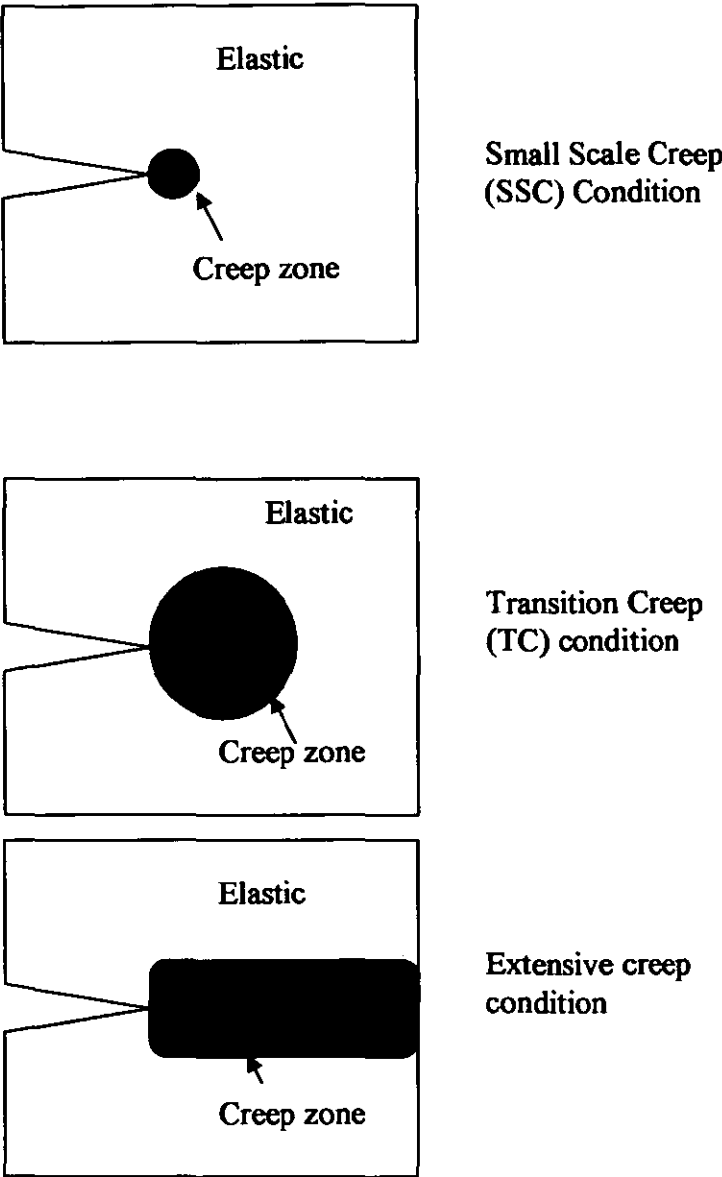 Elastic
Small Scale Creep
(SSC) Condition
Creep zone
Elastic
Transition Creep
(TC) condition
Creep zone
Elastic
Extensive creep
condition
Creep zone